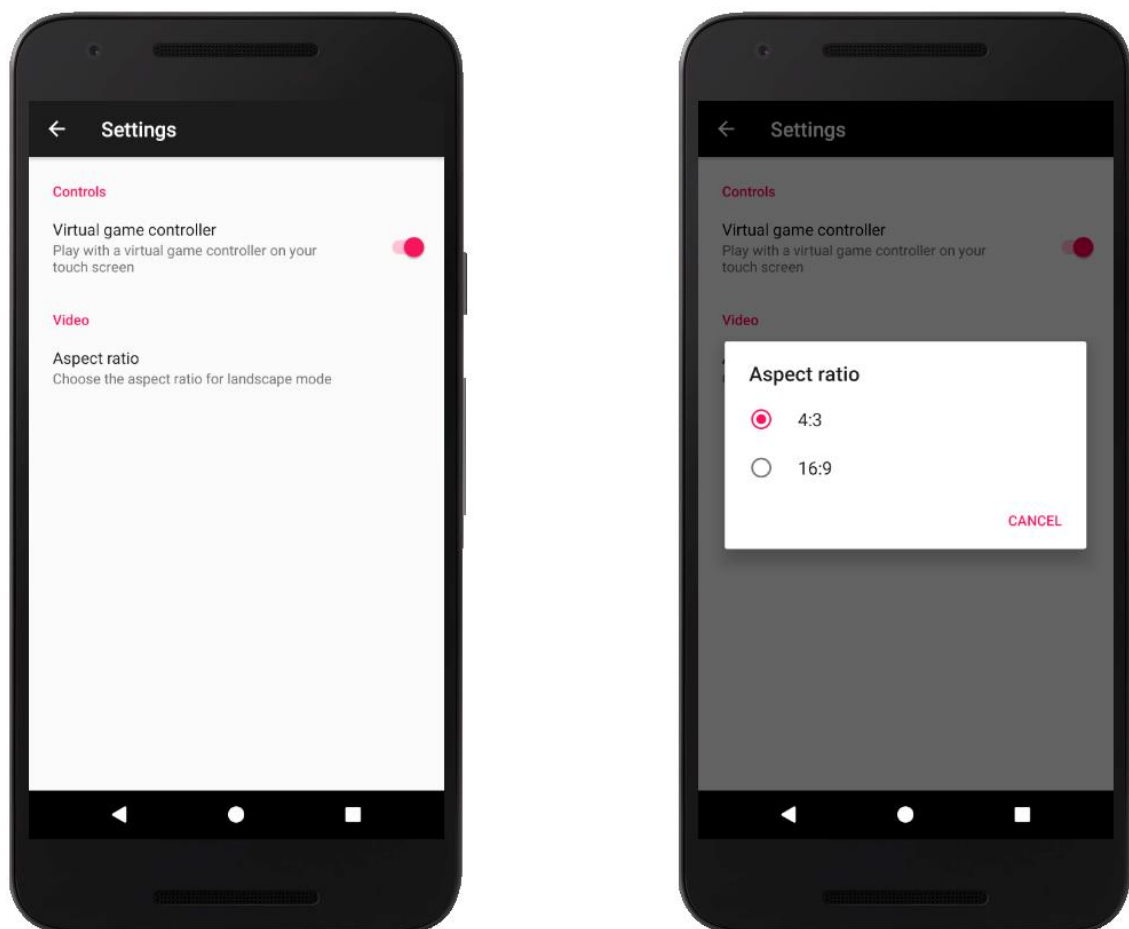 Settings
Controls
Virtual game controller
Play with a virtual game controller on your
touch screen
Video
Aspect ratio
Choose the aspect ratio for landscape mode
Settings
Controls
Virtual game controller
Play with a virtual game controller on your
touch screen
Video
Aspect ratio
4:3
16:9
CANCEL